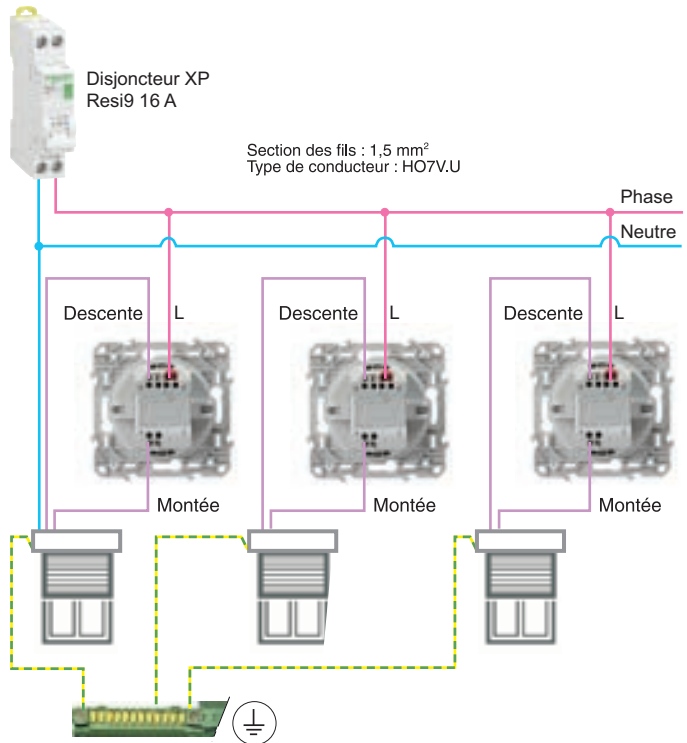 Disjoncteur XP
Resi9 16 A
Section des fils : 1,5 mm²
Type de conducteur : HO7V.U
Phase
Neutre
Descente L
Descente L
Descente L
Montée
Montée
Montée